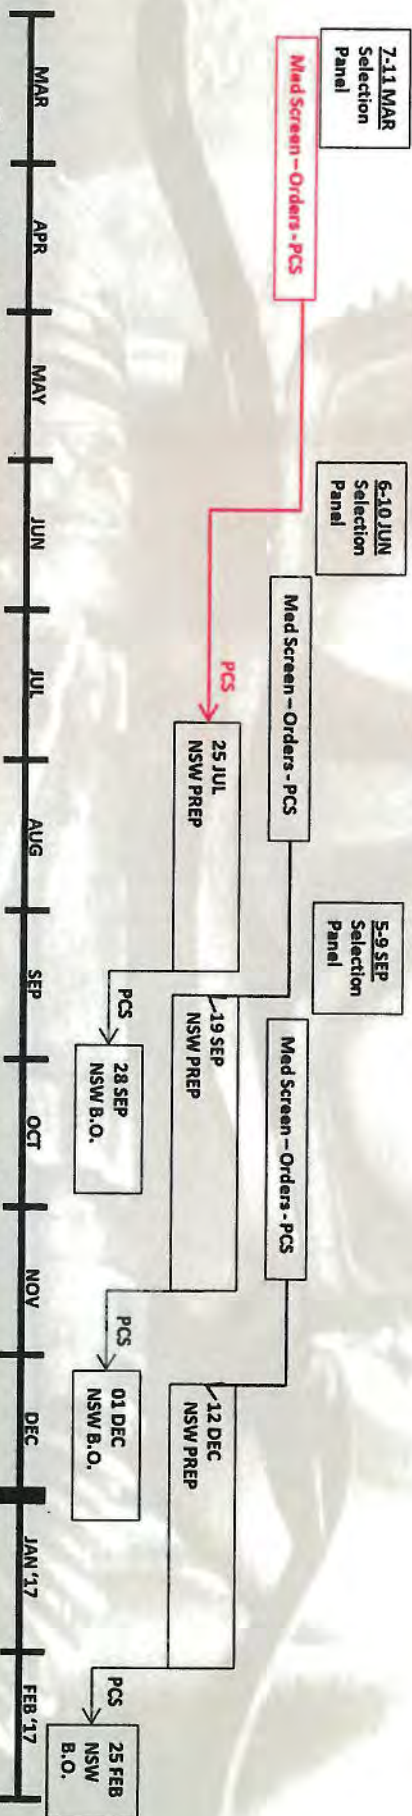 7-11 MAR
Selection
Panel
6-10 JUN
Selection
Panel
5-9 SEP
Selection
Panel
Med Screen – Orders - PCS
Med Screen – Orders - PCS
Med Screen – Orders - PCS
PCS
25 JUL
NSW PREP
19 SEP
NSW PREP
12 DEC
NSW PREP
PCS
28 SEP
NSW B.O.
PCS
01 DEC
NSW B.O.
PCS
25 FEB
NSW
B.O.
MAR
APR
MAY
JUN
JUL
AUG
SEP
OCT
NOV
DEC
JAN '17
FEB '17